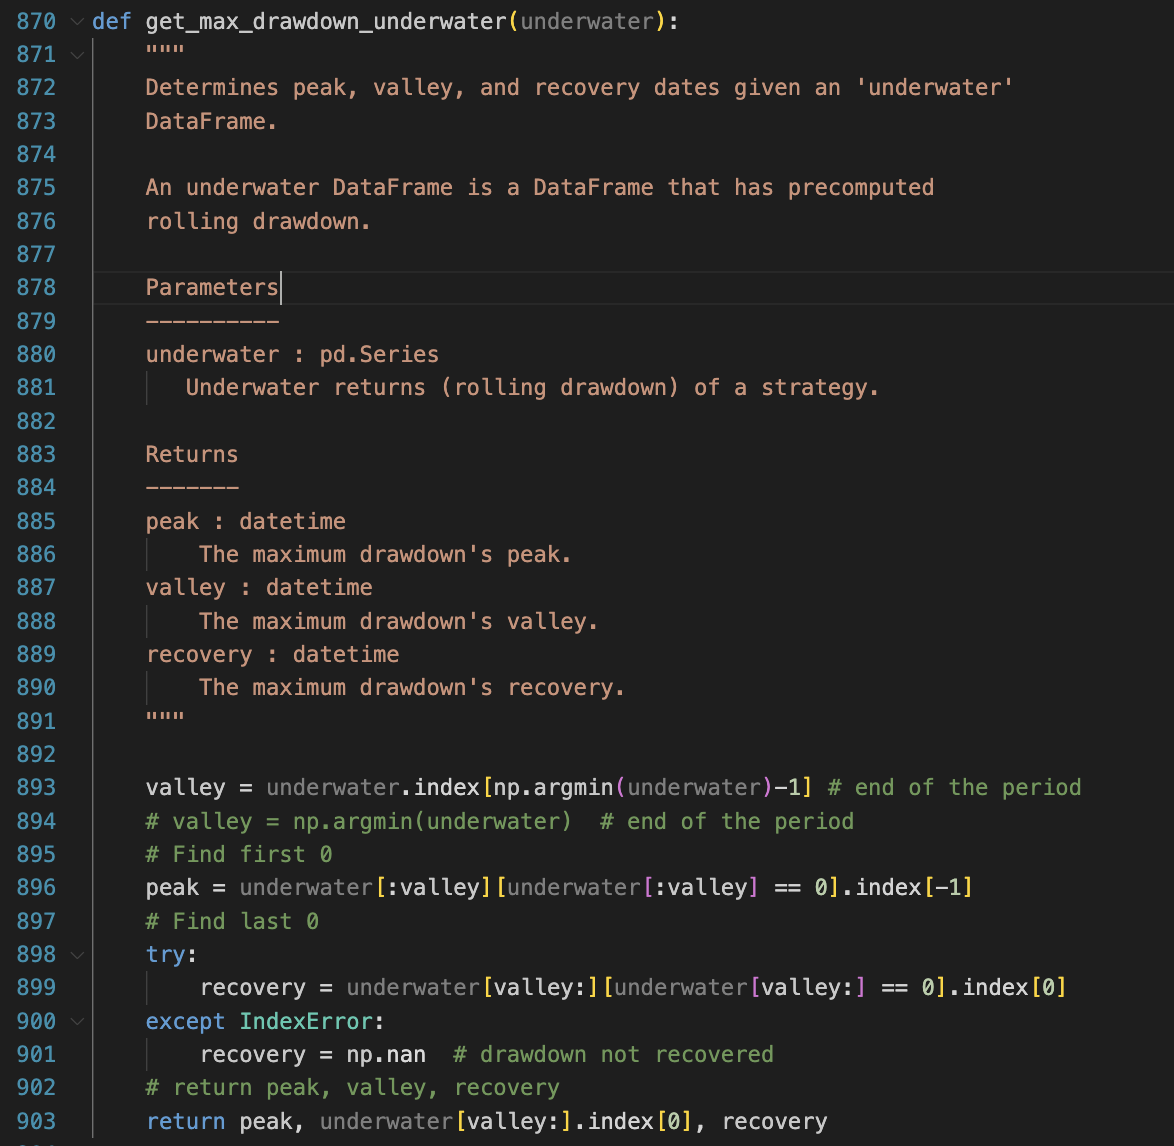 870 def get_max_drawdown_underwater(underwater):
871     """
872     Determines peak, valley, and recovery dates given an 'underwater'
873     DataFrame.
874
875     An underwater DataFrame is a DataFrame that has precomputed
876     rolling drawdown.
877
878     Parameters
879     ----------
880     underwater : pd.Series
881        Underwater returns (rolling drawdown) of a strategy.
882
883     Returns
884     -------
885     peak : datetime
886         The maximum drawdown's peak.
887     valley : datetime
888         The maximum drawdown's valley.
889     recovery : datetime
890         The maximum drawdown's recovery.
891     """
892
893     valley = underwater.index[np.argmin(underwater)-1] # end of the period
894     # valley = np.argmin(underwater)  # end of the period
895     # Find first 0
896     peak = underwater[:valley][underwater[:valley] == 0].index[-1]
897     # Find last 0
898     try:
899         recovery = underwater[valley:][underwater[valley:] == 0].index[0]
900     except IndexError:
901         recovery = np.nan  # drawdown not recovered
902     # return peak, valley, recovery
903     return peak, underwater[valley:].index[0], recovery